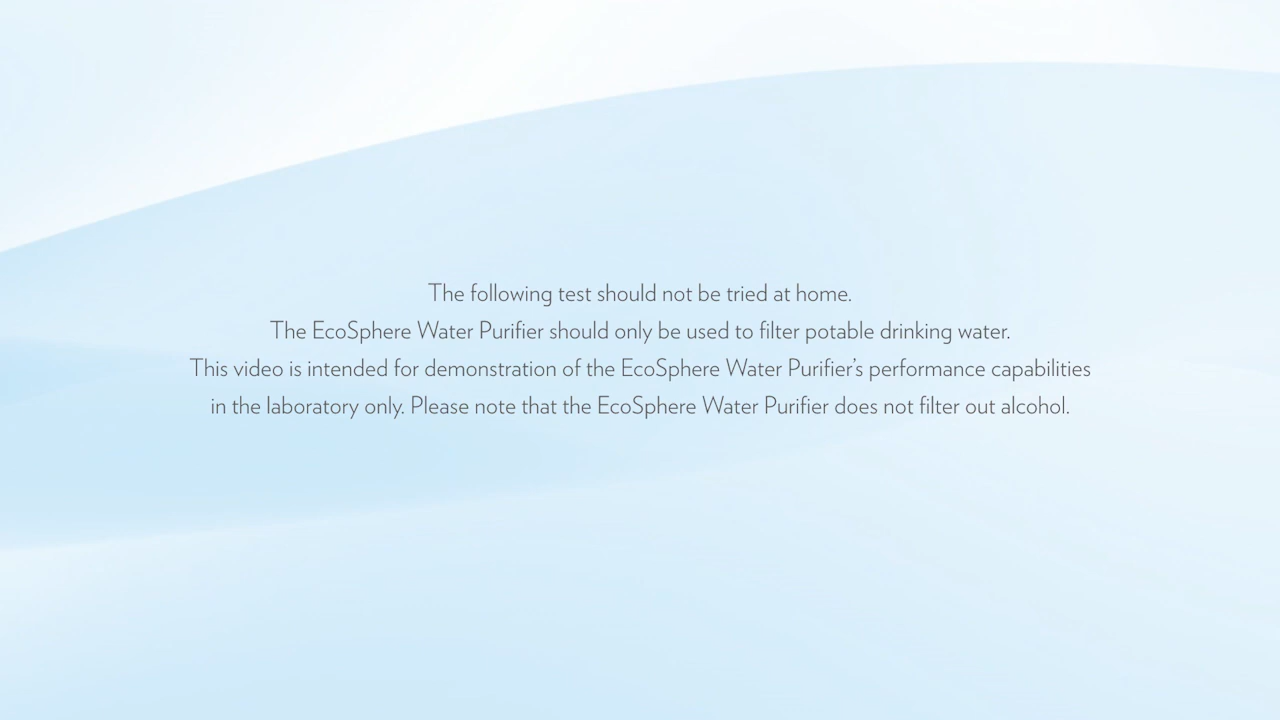 The following test should not be tried at home.
The EcoSphere Water Purifier should only be used to filter potable drinking water.
This video is intended for demonstration of the EcoSphere Water Purifier’s performance capabilities
in the laboratory only. Please note that the EcoSphere Water Purifier does not filter out alcohol.